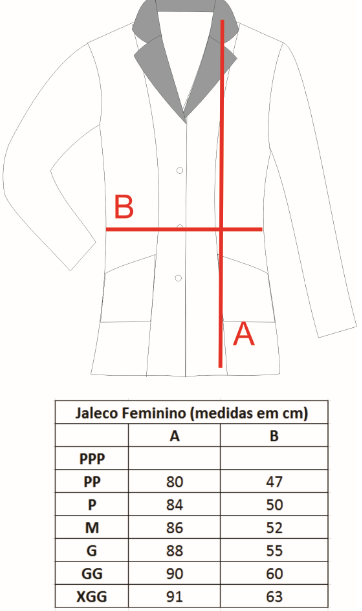 B
A
Jaleco Feminino (medidas em cm)
A B
PPP
PP 80 47
P 84 50
M 86 52
G 88 55
GG 90 60
XGG 91 63